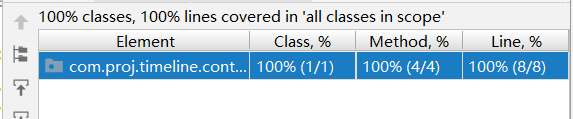 100% classes, 100% lines covered in 'all classes in scope'
Element Class, % Method, % Line, %
com.proj.timeline.cont... 100% (1/1) 100% (4/4) 100% (8/8)